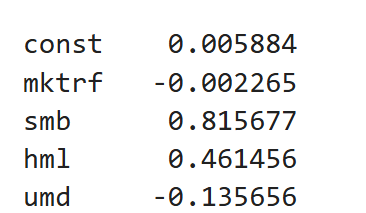 const    0.005884
mktrf   -0.002265
smb      0.815677
hml      0.461456
umd     -0.135656